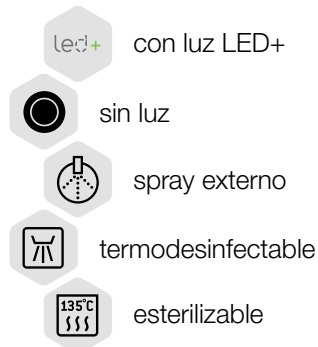 led+ con luz LED+
sin luz
spray externo
termodesinfectable
135°C esterilizable